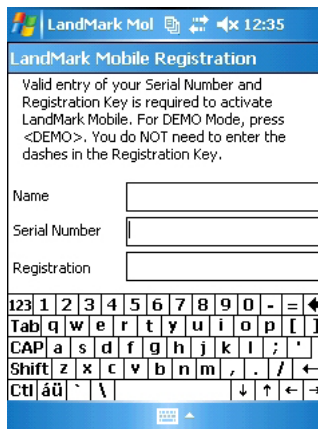 LandMark Mol 12:35
LandMark Mobile Registration
Valid entry of your Serial Number and
Registration Key is required to activate
LandMark Mobile. For DEMO Mode, press
<DEMO>. You do NOT need to enter the
dashes in the Registration Key.
Name
Serial Number
Registration
123 1 2 3 4 5 6 7 8 9 0 - =
Tab q w e r t y u i o p [ ]
CAP a s d f g h j k l ; '
Shift z x c v b n m , . /
Ctl áü ` \ ↓ ↑ ← →